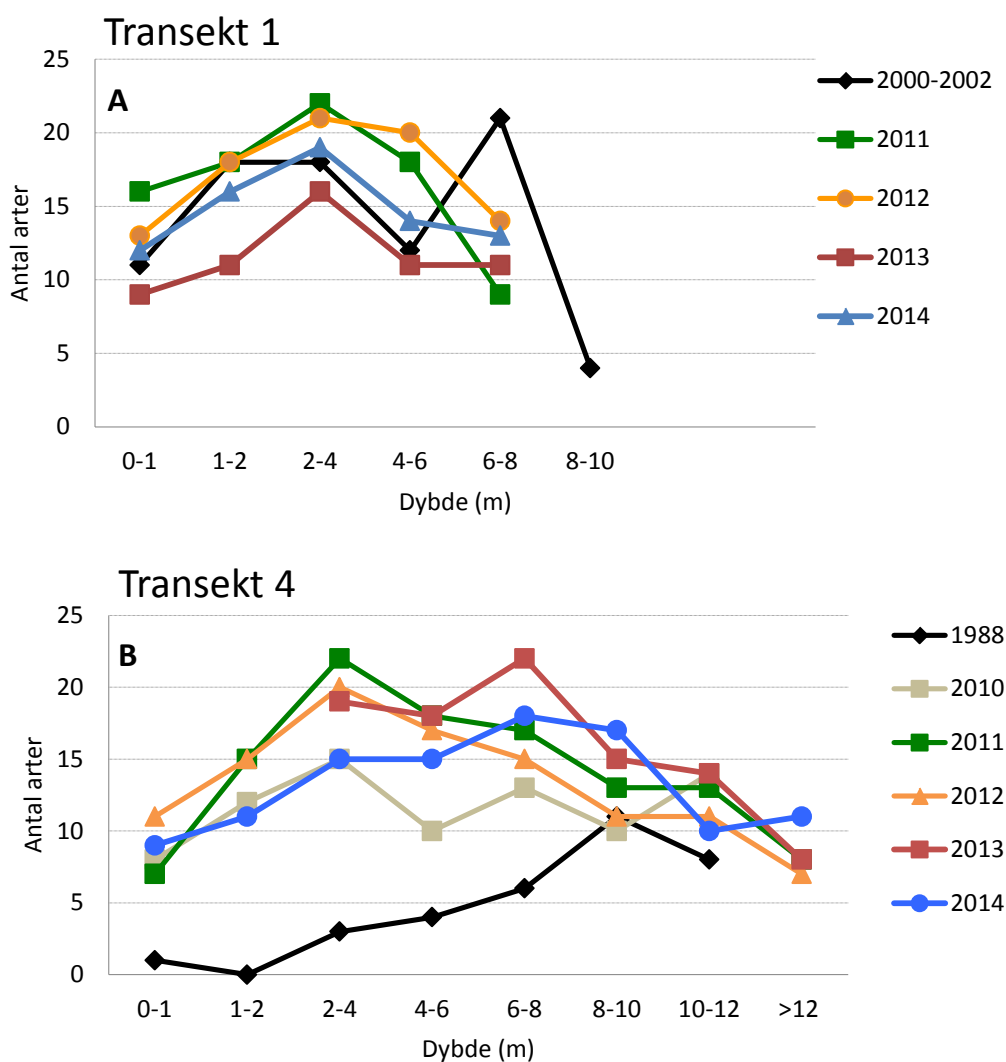 Transekt 1
25
20
15
10
5
0
A
Antal arter
0-1 1-2 2-4 4-6 6-8 8-10
Dybde (m)
2000-2002
2011
2012
2013
2014
Transekt 4
25
20
15
10
5
0
B
Antal arter
0-1 1-2 2-4 4-6 6-8 8-10 10-12 >12
Dybde (m)
1988
2010
2011
2012
2013
2014